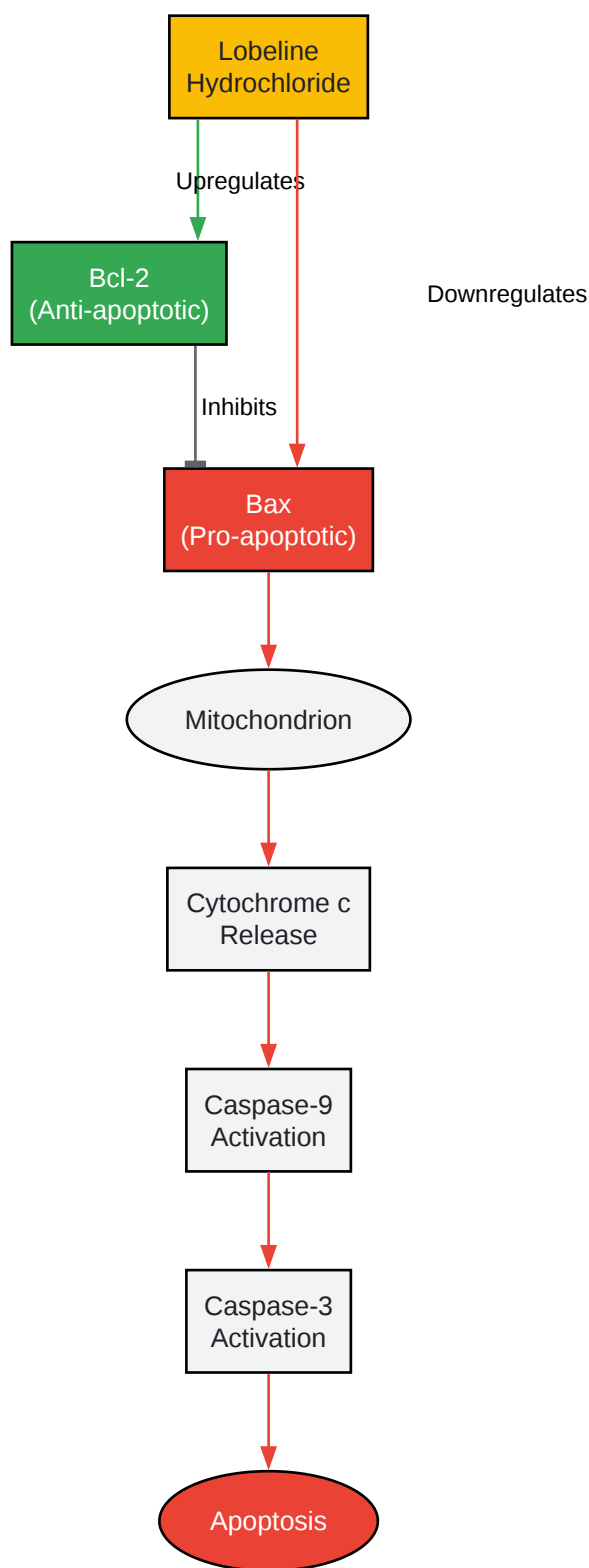 Lobeline
Hydrochloride
Upregulates
Bcl-2
(Anti-apoptotic)
Downregulates
Inhibits
Bax
(Pro-apoptotic)
Mitochondrion
Cytochrome c
Release
Caspase-9
Activation
Caspase-3
Activation
Apoptosis